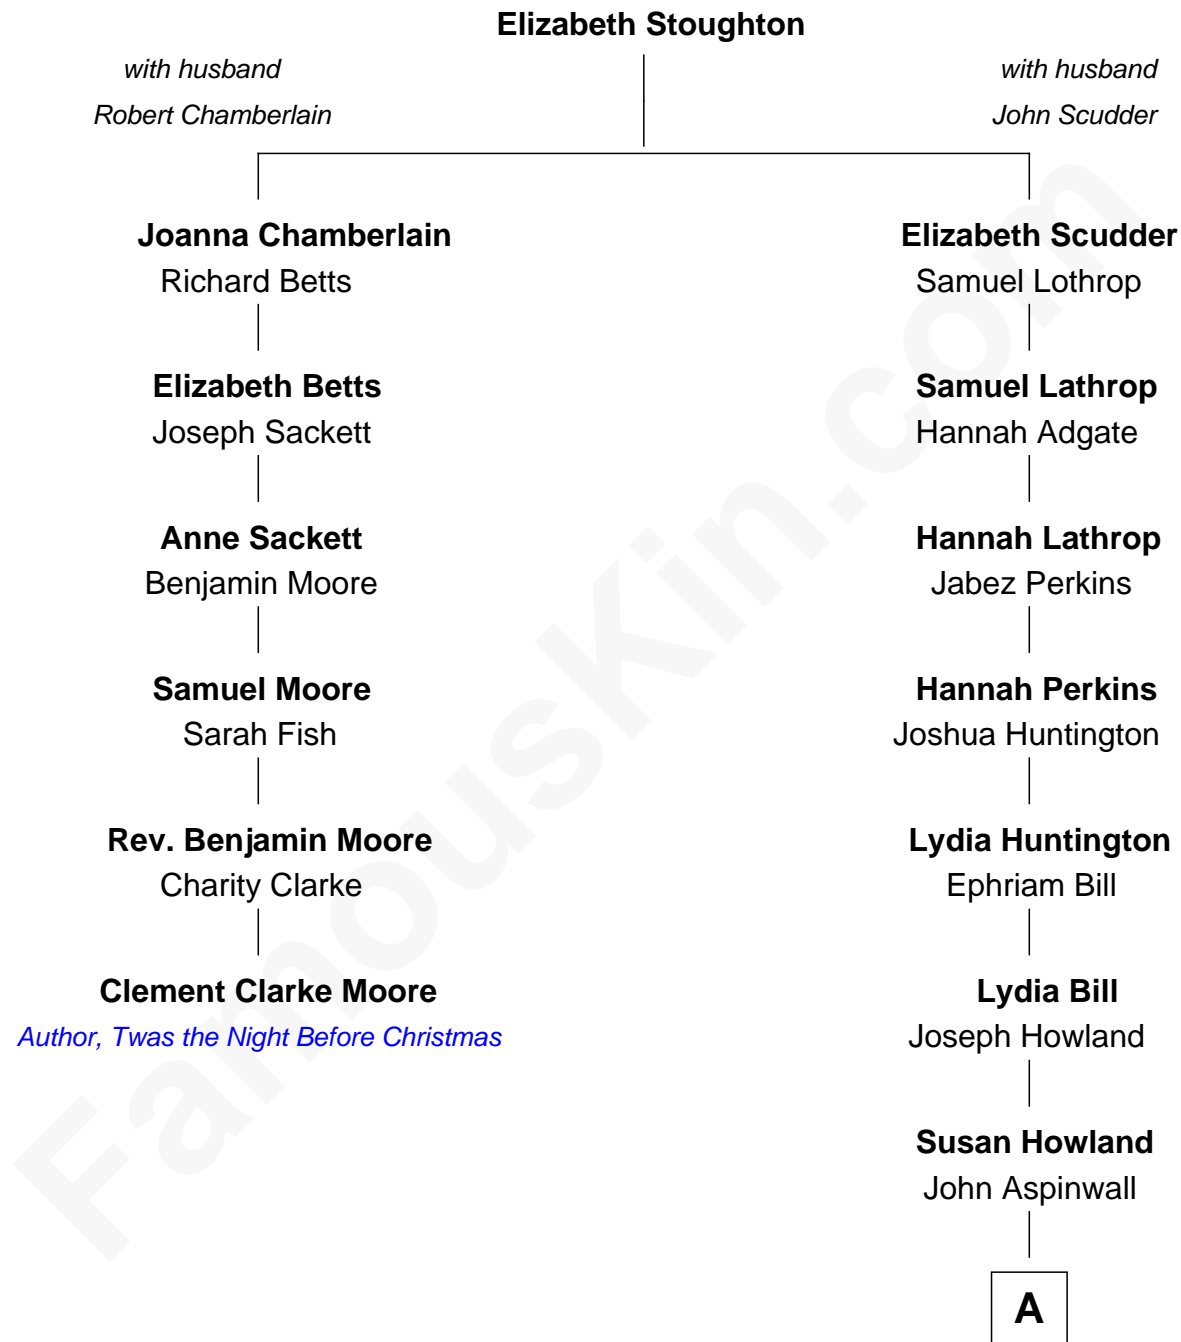 Elizabeth Stoughton
with husband
Robert Chamberlain
with husband
John Scudder
Joanna Chamberlain
Richard Betts
Elizabeth Betts
Joseph Sackett
Anne Sackett
Benjamin Moore
Samuel Moore
Sarah Fish
Rev. Benjamin Moore
Charity Clarke
Clement Clarke Moore
Author, Twas the Night Before Christmas
Elizabeth Scudder
Samuel Lothrop
Samuel Lathrop
Hannah Adgate
Hannah Lathrop
Jabez Perkins
Hannah Perkins
Joshua Huntington
Lydia Huntington
Ephriam Bill
Lydia Bill
Joseph Howland
Susan Howland
John Aspinwall
A
FamousKin.com